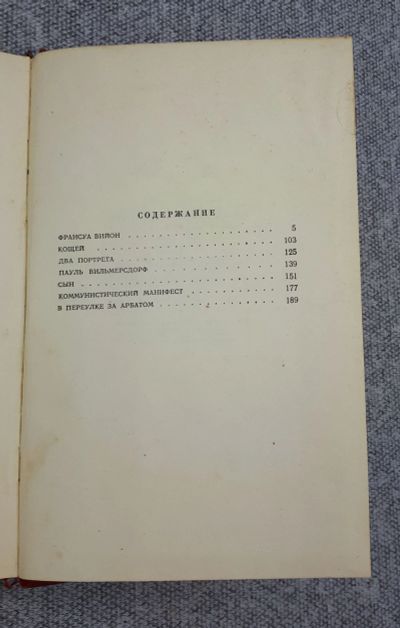 СОДЕРЖАНИЕ
ФРАНСУА ВИЙОН . . . . . . . . . . . . . . . . . . . 5
КОЩЕЙ . . . . . . . . . . . . . . . . . . . . . . 103
ДВА ПОРТРЕТА . . . . . . . . . . . . . . . . . . . 125
ПАУЛЬ ВИЛЬМЕРСДОРФ . . . . . . . . . . . . . . . 139
СЫН . . . . . . . . . . . . . . . . . . . . . . . 151
КОММУНИСТИЧЕСКИЙ МАНИФЕСТ . . . . . . . . . . . 177
В ПЕРЕУЛКЕ ЗА АРБАТОМ . . . . . . . . . . . . . . 189